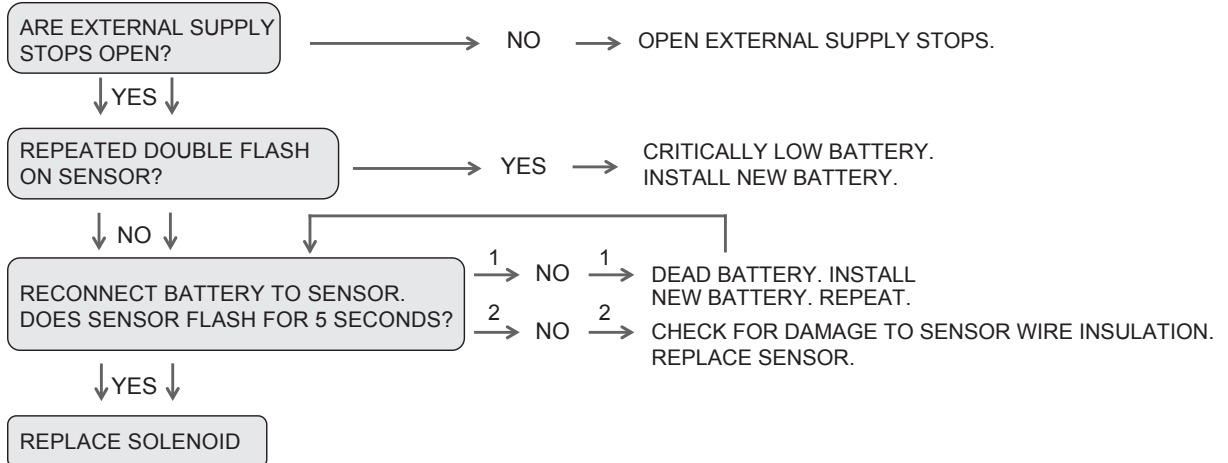 ARE EXTERNAL SUPPLY
STOPS OPEN?
NO
OPEN EXTERNAL SUPPLY STOPS.
YES
REPEATED DOUBLE FLASH
ON SENSOR?
YES
CRITICALLY LOW BATTERY.
INSTALL NEW BATTERY.
NO
RECONNECT BATTERY TO SENSOR.
DOES SENSOR FLASH FOR 5 SECONDS?
1
NO
1
DEAD BATTERY. INSTALL
NEW BATTERY. REPEAT.
2
NO
2
CHECK FOR DAMAGE TO SENSOR WIRE INSULATION.
REPLACE SENSOR.
YES
REPLACE SOLENOID